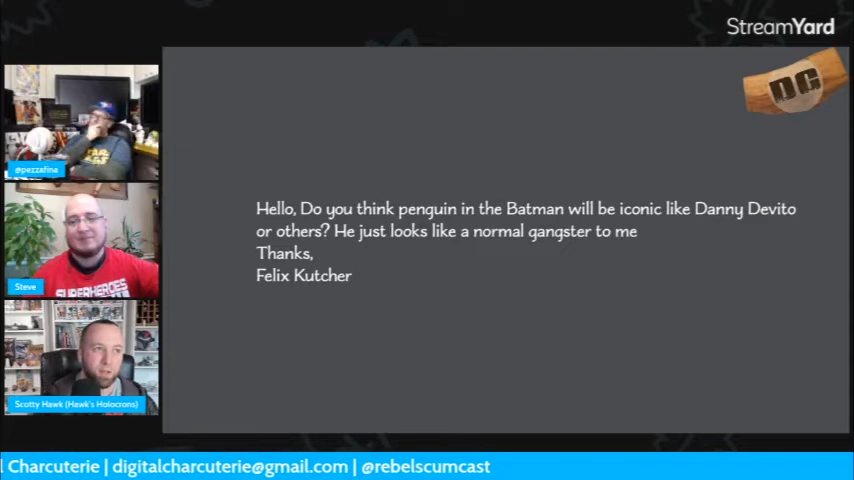 StreamYard
DG
@pezzafina
STAR
Hello, Do you think penguin in the Batman will be iconic like Danny Devito
or others? He just looks like a normal gangster to me
Thanks,
Felix Kutcher
Steve
SUPERHEROES
Scotty Hawk (Hawk's Holocrons)
l Charcuterie | digitalcharcuterie@gmail.com | @rebelscumcast